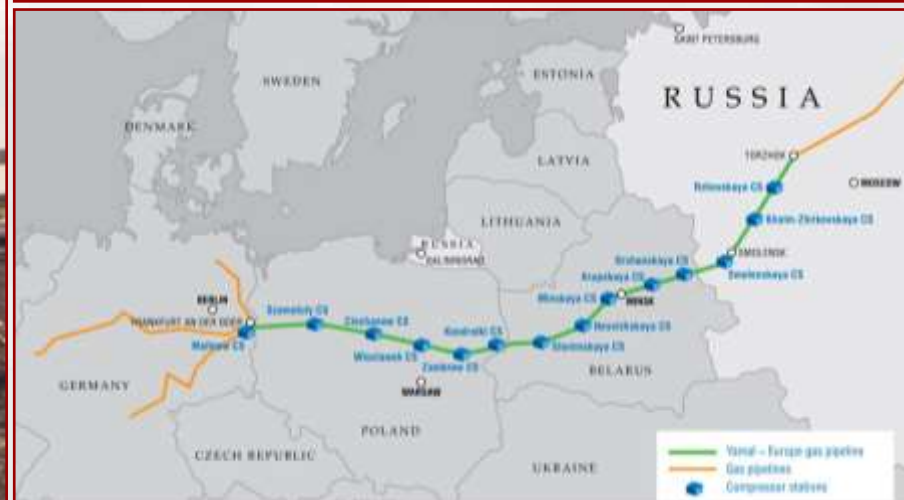 SAINT PETERSBURG
SWEDEN
ESTONIA
RUSSIA
DENMARK
TORZHOK
LATVIA
MOSCOW
Rzhevskaya CS
LITHUANIA
Kholm-Zhirkovskaya CS
RUSSIA
SMOLENSK
KALININGRAD
Orshanskaya CS
Krupskaya CS
Smolenskaya CS
BERLIN
Minskaya CS
MINSK
Szamotuły CS
FRANKFURT AN DER ODER
Ciechanow CS
Kondratki CS
Nesvizhskaya CS
Mallnow CS
Wloclawek CS
Slonimskaya CS
Zambrow CS
BELARUS
GERMANY
WARSAW
POLAND
CZECH REPUBLIC
UKRAINE
Yamal – Europe gas pipeline
Gas pipelines
Compressor stations